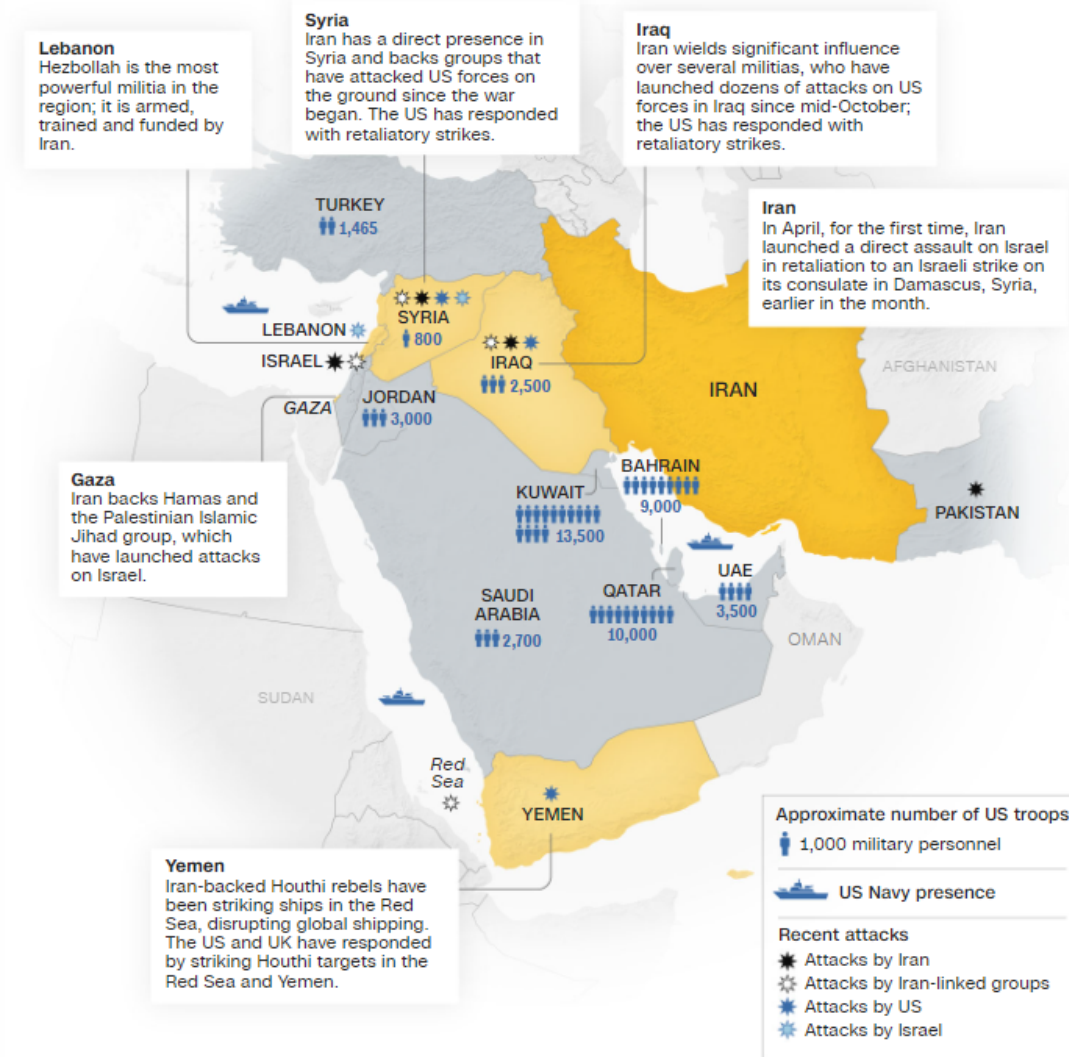 Lebanon
Hezbollah is the most
powerful militia in the
region; it is armed,
trained and funded by
Iran.
Syria
Iran has a direct presence in
Syria and backs groups that
have attacked US forces on
the ground since the war
began. The US has responded
with retaliatory strikes.
Iraq
Iran wields significant influence
over several militias, who have
launched dozens of attacks on US
forces in Iraq since mid-October;
the US has responded with
retaliatory strikes.
Iran
In April, for the first time, Iran
launched a direct assault on Israel
in retaliation to an Israeli strike on
its consulate in Damascus, Syria,
earlier in the month.
TURKEY
1,465
SYRIA
800
LEBANON
ISRAEL
IRAQ
2,500
JORDAN
3,000
GAZA
IRAN
AFGHANISTAN
Gaza
Iran backs Hamas and
the Palestinian Islamic
Jihad group, which
have launched attacks
on Israel.
BAHRAIN
9,000
KUWAIT
13,500
PAKISTAN
UAE
3,500
QATAR
10,000
SAUDI
ARABIA
2,700
OMAN
SUDAN
Red
Sea
YEMEN
Yemen
Iran-backed Houthi rebels have
been striking ships in the Red
Sea, disrupting global shipping.
The US and UK have responded
by striking Houthi targets in the
Red Sea and Yemen.
Approximate number of US troops
1,000 military personnel
US Navy presence
Recent attacks
Attacks by Iran
Attacks by Iran-linked groups
Attacks by US
Attacks by Israel